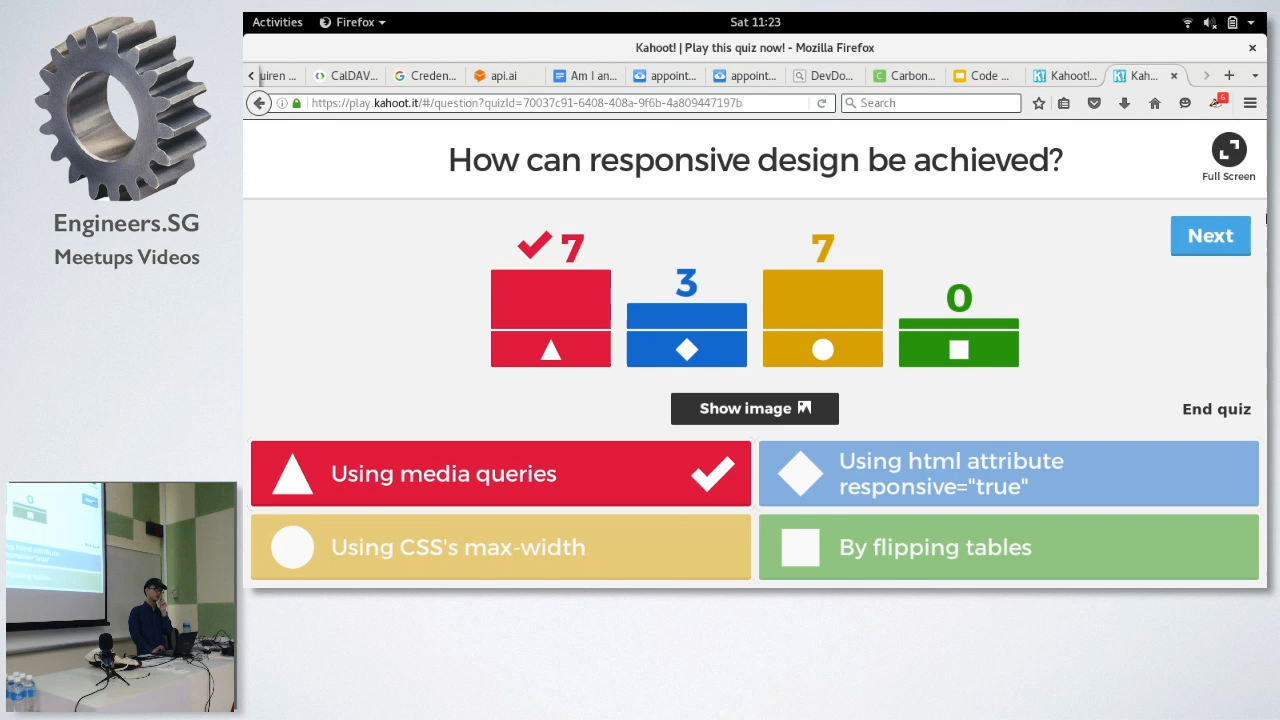 Activities
Firefox
Sat 11:23
Kahoot! | Play this quiz now! - Mozilla Firefox
uiren ...
CalDAV...
Creden...
api.ai
Am I an...
appoint...
appoint...
DevDo...
Carbon...
Code ...
Kahoot!...
Kah...
https://play.kahoot.it/#/question?quizId=70037c91-6408-408a-9f6b-4a809447197b
Search
6
How can responsive design be achieved?
Full Screen
Engineers.SG
Meetups Videos
Next
7
3
7
0
Show image
End quiz
Using media queries
Using html attribute
responsive="true"
Using CSS's max-width
By flipping tables